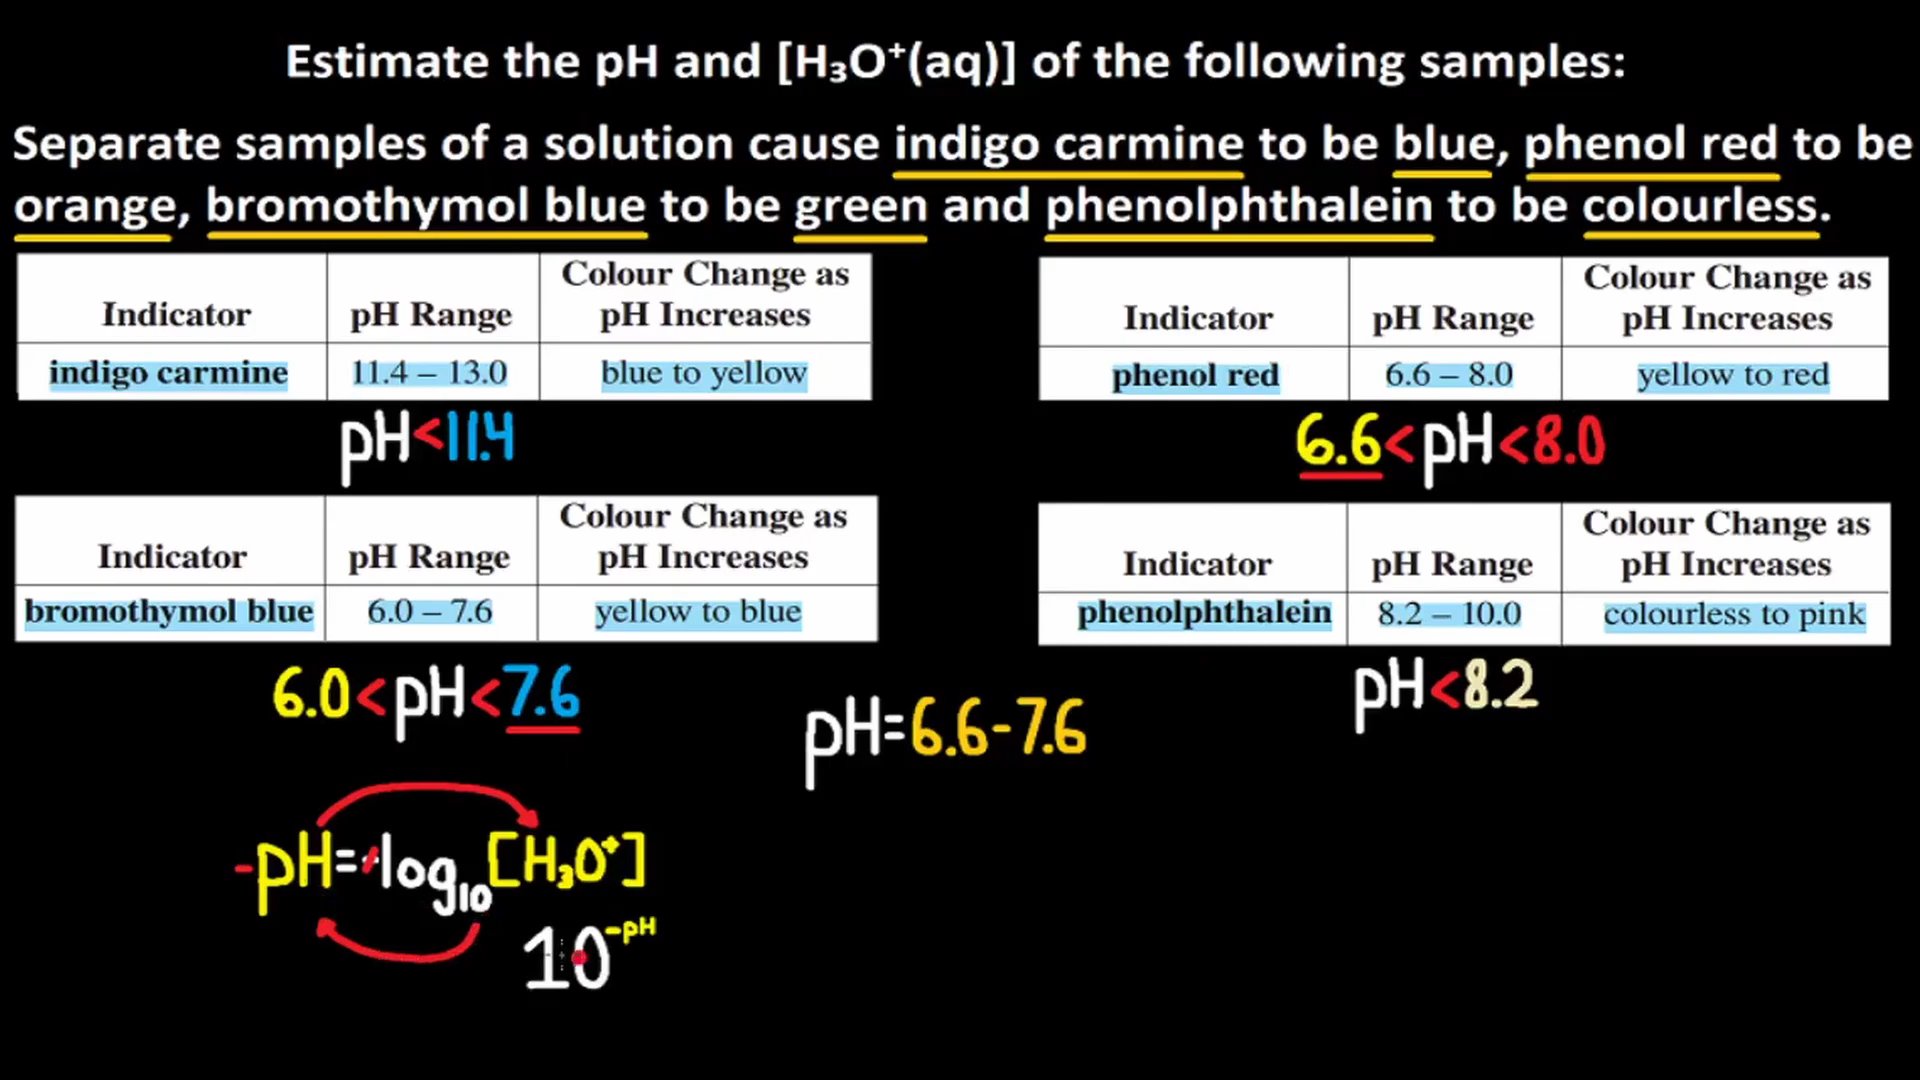 Estimate the pH and [H₃O⁺(aq)] of the following samples:
Separate samples of a solution cause indigo carmine to be blue, phenol red to be
orange, bromothymol blue to be green and phenolphthalein to be colourless.
Indicator pH Range Colour Change as pH Increases
indigo carmine 11.4 – 13.0 blue to yellow
pH<11.4
Indicator pH Range Colour Change as pH Increases
phenol red 6.6 – 8.0 yellow to red
6.6<pH<8.0
Indicator pH Range Colour Change as pH Increases
bromothymol blue 6.0 – 7.6 yellow to blue
6.0<pH<7.6
Indicator pH Range Colour Change as pH Increases
phenolphthalein 8.2 – 10.0 colourless to pink
pH<8.2
pH=6.6-7.6
-pH=-log₁₀[H₃O⁺]
10⁻ᵖᴴ